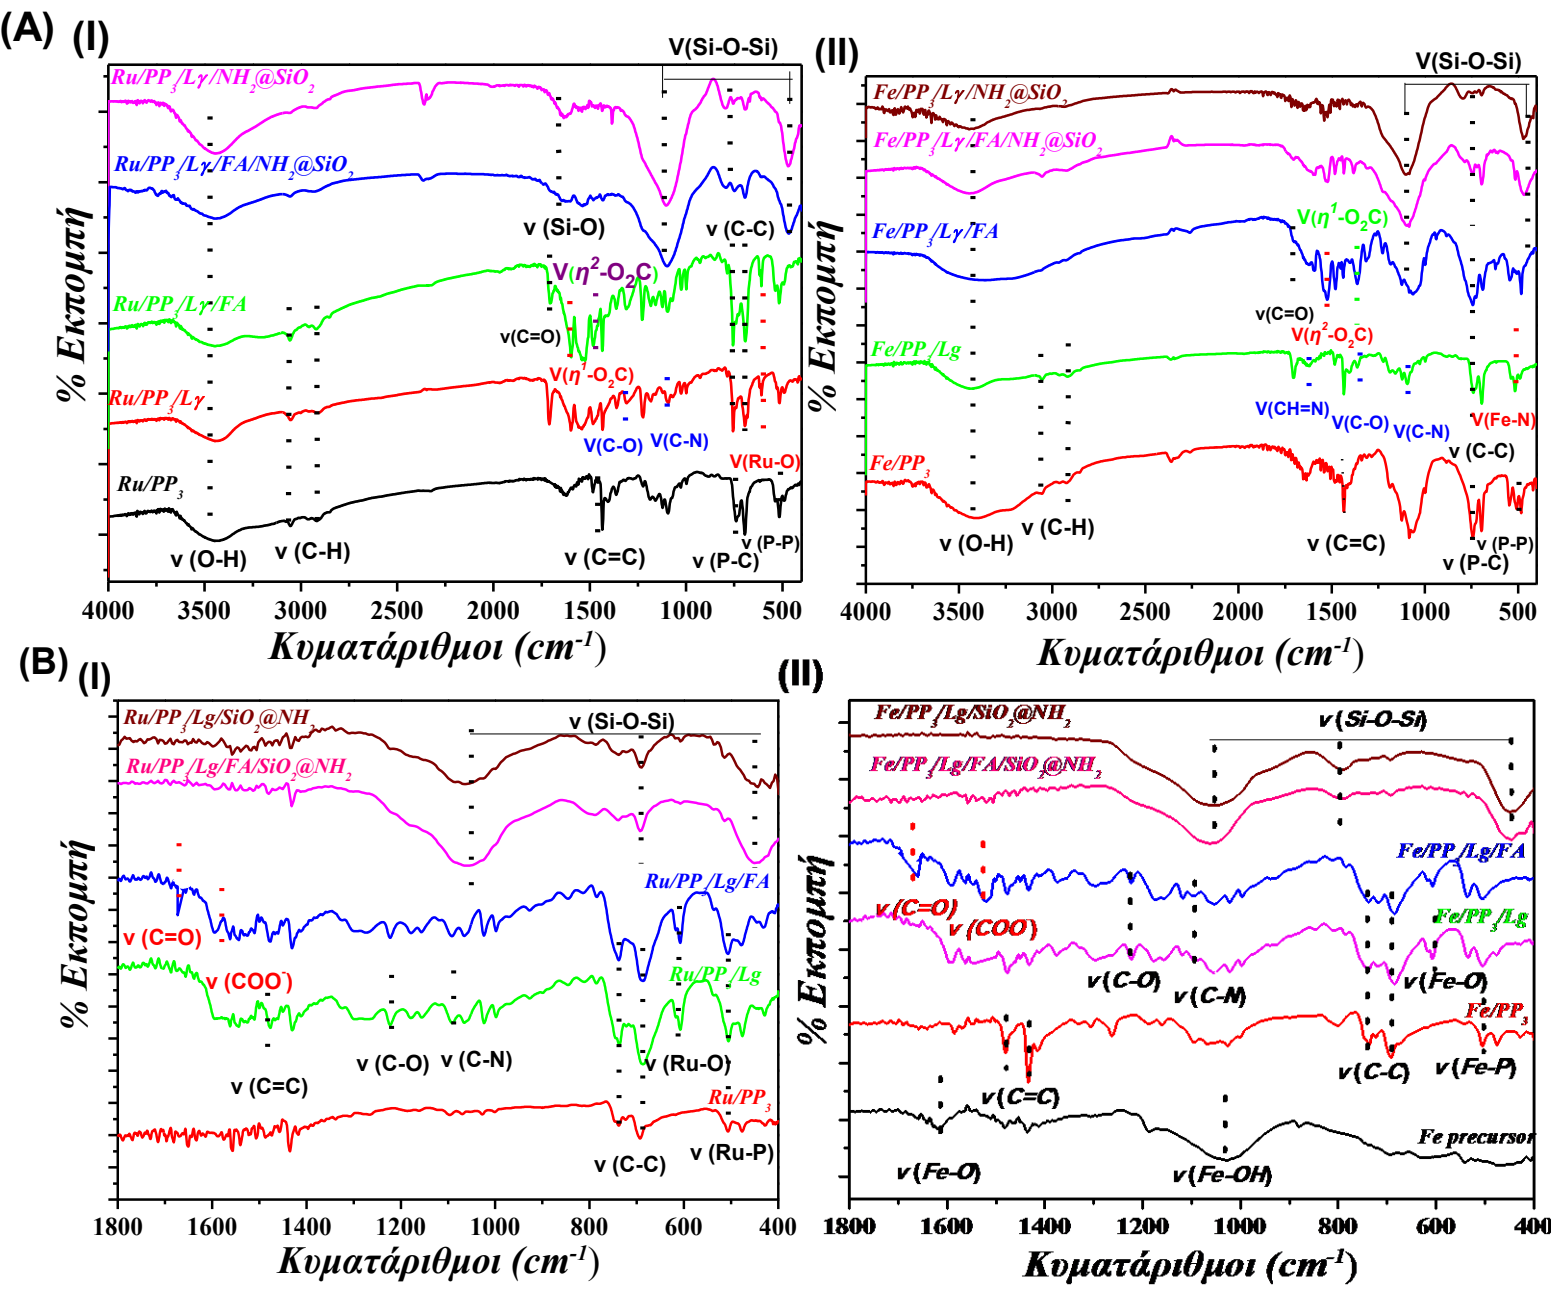 (A) (I)
V(Si-O-Si)
Ru/PP3/Lγ/NH2@SiO2
Ru/PP3/Lγ/FA/NH2@SiO2
ν (Si-O)
ν (C-C)
V(η2-O2C)
Ru/PP3/Lγ/FA
ν(C=O)
V(η1-O2C)
Ru/PP3/Lγ
V(C-O)
V(C-N)
V(Ru-O)
Ru/PP3
ν (O-H)
ν (C-H)
ν (C=C)
ν (P-C)
ν (P-P)
% Εκπομπή
4000 3500 3000 2500 2000 1500 1000 500
Κυματάριθμοι (cm-1)
(II)
V(Si-O-Si)
Fe/PP3/Lγ/NH2@SiO2
Fe/PP3/Lγ/FA/NH2@SiO2
V(η1-O2C)
Fe/PP3/Lγ/FA
ν(C=O)
V(η2-O2C)
Fe/PP3/Lg
V(CH=N)
V(C-O)
V(C-N)
V(Fe-N)
ν (C-C)
Fe/PP3
ν (O-H)
ν (C-H)
ν (C=C)
ν (P-P)
ν (P-C)
% Εκπομπή
4000 3500 3000 2500 2000 1500 1000 500
Κυματάριθμοι (cm-1)
(B) (I)
Ru/PP3/Lg/SiO2@NH2
ν (Si-O-Si)
Ru/PP3/Lg/FA/SiO2@NH2
Ru/PP3/Lg/FA
ν (C=O)
ν (COO-)
Ru/PP3/Lg
ν (C=C)
ν (C-O)
ν (C-N)
ν (Ru-O)
Ru/PP3
ν (C-C)
ν (Ru-P)
% Εκπομπή
1800 1600 1400 1200 1000 800 600 400
Κυματάριθμοι (cm-1)
(II)
Fe/PP3/Lg/SiO2@NH2
ν (Si-O-Si)
Fe/PP3/Lg/FA/SiO2@NH2
Fe/PP3/Lg/FA
ν (C=O)
ν (COO-)
Fe/PP3/Lg
ν (C-O)
ν (C-N)
ν (Fe-O)
Fe/PP3
ν (C=C)
ν (C-C)
ν (Fe-P)
Fe precursor
ν (Fe-O)
ν (Fe-OH)
% Εκπομπή
1800 1600 1400 1200 1000 800 600 400
Κυματάριθμοι (cm-1)